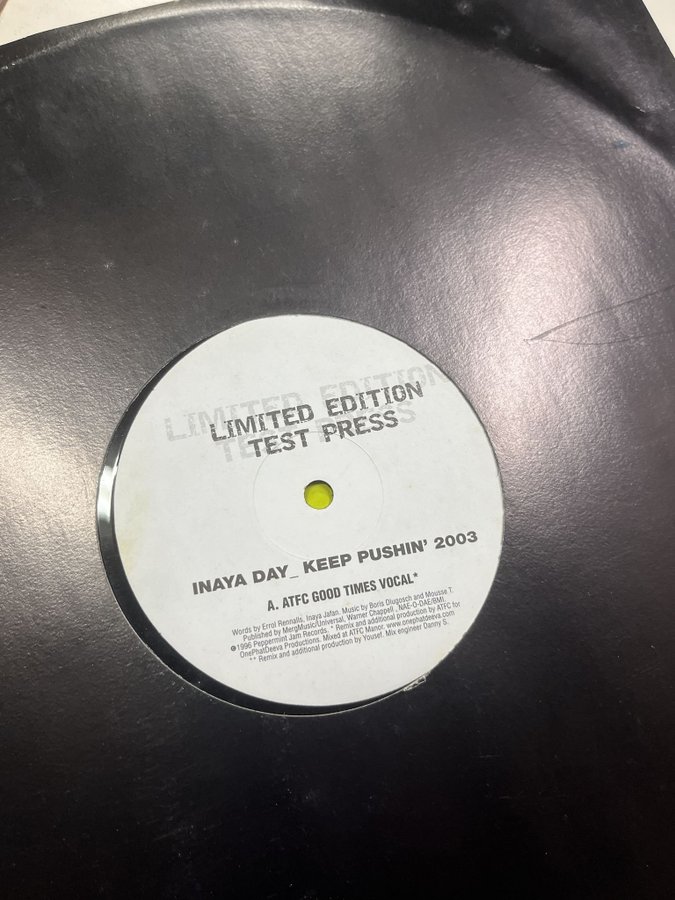 LIMITED EDITION
TEST PRESS
INAYA DAY_ KEEP PUSHIN' 2003
A. ATFC GOOD TIMES VOCAL*
Words by Errol Rennalls, Inaya Jafan. Music by Boris Dlugosch and Mousse T.
Published by MergMusic/Universal, Warner Chappell, NAE-O-DAE/BMI.
℗1996 Peppermint Jam Records. * Remix and additional production by ATFC for
OnePhatDeeva Productions. Mixed at ATFC Manor. www.onephatdeeva.com
** Remix and additional production by Yousef. Mix engineer Danny S.